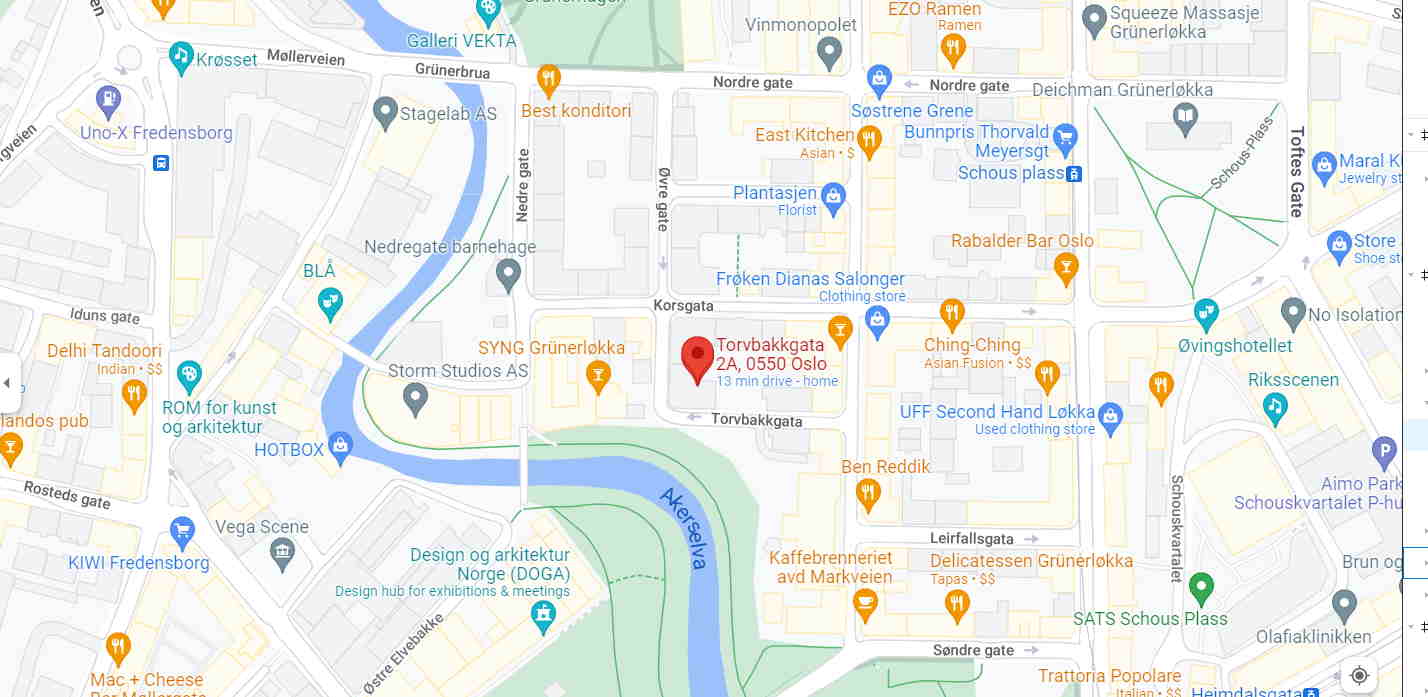 Vinmonopolet
EZO Ramen
Ramen
Squeeze Massasje
Grünerløkka
Galleri VEKTA
Krøsset
Møllerveien
Grünerbrua
Nordre gate
Nordre gate
Deichman Grünerløkka
Uno-X Fredensborg
Stagelab AS
Best konditori
Søstrene Grene
East Kitchen
Asian • $
Bunnpris Thorvald
Meyersgt
Schous plass
Schous-Plass
Toftes Gate
Maral
Nedre gate
Øvre gate
Plantasjen
Florist
Nedregate barnehage
Rabalder Bar Oslo
Store
BLÅ
Frøken Dianas Salonger
Clothing store
Korsgata
Iduns gate
No Isolation
Delhi Tandoori
Indian • $$
SYNG Grünerløkka
Torvbakkgata
2A, 0550 Oslo
13 min drive - home
Ching-Ching
Asian Fusion • $$
Øvingshotellet
Storm Studios AS
Riksscenen
ROM for kunst
og arkitektur
Torvbakkgata
UFF Second Hand Løkka
Used clothing store
landos pub
HOTBOX
Ben Reddik
Akerselva
Rosteds gate
Schouskvartalet
Aimo Park
Schouskvartalet P-hu
Vega Scene
KIWI Fredensborg
Leirfallsgata
Design og arkitektur
Norge (DOGA)
Design hub for exhibitions & meetings
Kaffebrenneriet
avd Markveien
Delicatessen Grünerløkka
Tapas • $$
Brun og
SATS Schous Plass
Olafiaklinikken
Østre Elvebakke
Søndre gate
Mac + Cheese
Trattoria Popolare
Italian • $$
Heimdalsgata